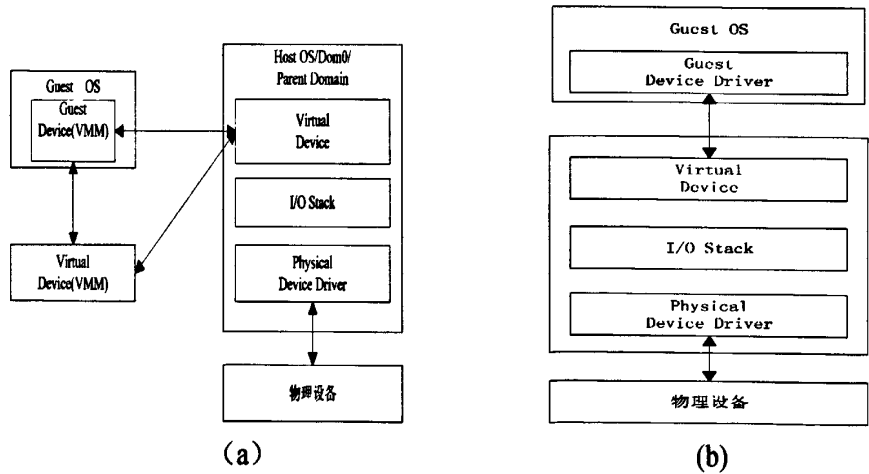 Guest OS
Guest
Device(VMM)
Virtual
Device(VMM)
Host OS/Dom0/
Parent Domain
Virtual
Device
I/O Stack
Physical
Device Driver
物理设备
(a)
Guest OS
Guest
Device Driver
Virtual
Device
I/O Stack
Physical
Device Driver
物理设备
(b)